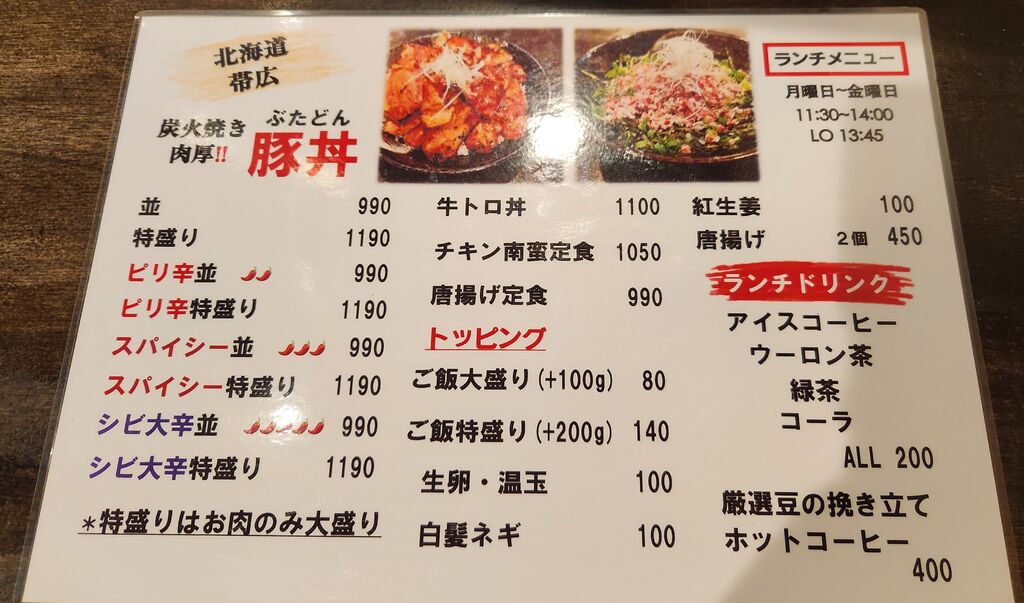 北海道
帯広
炭火焼き
肉厚!!
ぶたどん
豚丼
並 990
特盛り 1190
ピリ辛並 990
ピリ辛特盛り 1190
スパイシー並 990
スパイシー特盛り 1190
シビ大辛並 990
シビ大辛特盛り 1190
＊特盛りはお肉のみ大盛り
牛トロ丼 1100
チキン南蛮定食 1050
唐揚げ定食 990
トッピング
ご飯大盛り(+100g) 80
ご飯特盛り(+200g) 140
生卵・温玉 100
白髪ネギ 100
ランチメニュー
月曜日~金曜日
11:30~14:00
LO 13:45
紅生姜 100
唐揚げ 2個 450
ランチドリンク
アイスコーヒー
ウーロン茶
緑茶
コーラ
ALL 200
厳選豆の挽き立て
ホットコーヒー
400